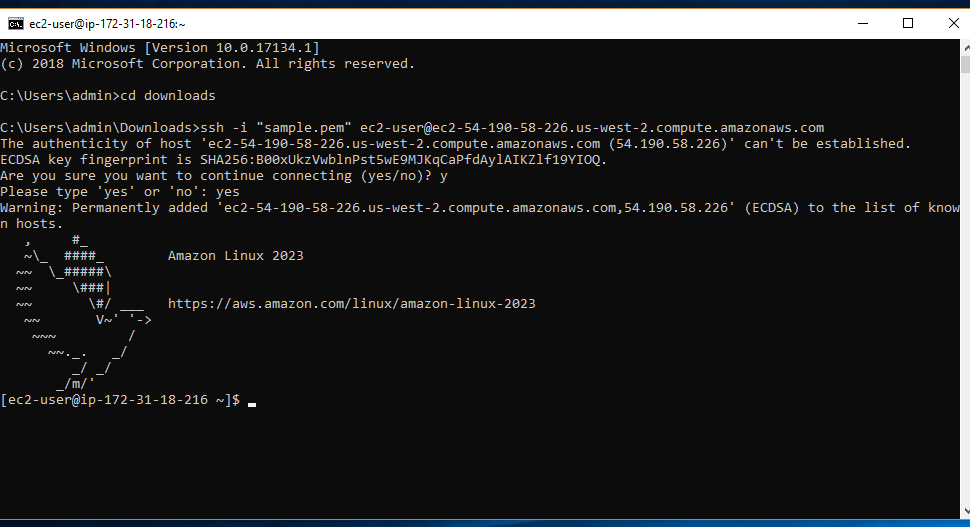 ec2-user@ip-172-31-18-216:~
Microsoft Windows [Version 10.0.17134.1]
(c) 2018 Microsoft Corporation. All rights reserved.
C:\Users\admin>cd downloads
C:\Users\admin\Downloads>ssh -i "sample.pem" ec2-user@ec2-54-190-58-226.us-west-2.compute.amazonaws.com
The authenticity of host 'ec2-54-190-58-226.us-west-2.compute.amazonaws.com (54.190.58.226)' can't be established.
ECDSA key fingerprint is SHA256:B00xUkzVwblnPst5wE9MJKqCaPfdAylAIKZlf19YIOQ.
Are you sure you want to continue connecting (yes/no)? y
Please type 'yes' or 'no': yes
Warning: Permanently added 'ec2-54-190-58-226.us-west-2.compute.amazonaws.com,54.190.58.226' (ECDSA) to the list of know
n hosts.
   ,     #_
   ~\_  ####_        Amazon Linux 2023
  ~~  \_#####\
  ~~     \###|
  ~~       \#/ ___   https://aws.amazon.com/linux/amazon-linux-2023
   ~~       V~' '->
    ~~~         /
      ~~._.   _/
         _/ _/
       _/m/'
[ec2-user@ip-172-31-18-216 ~]$